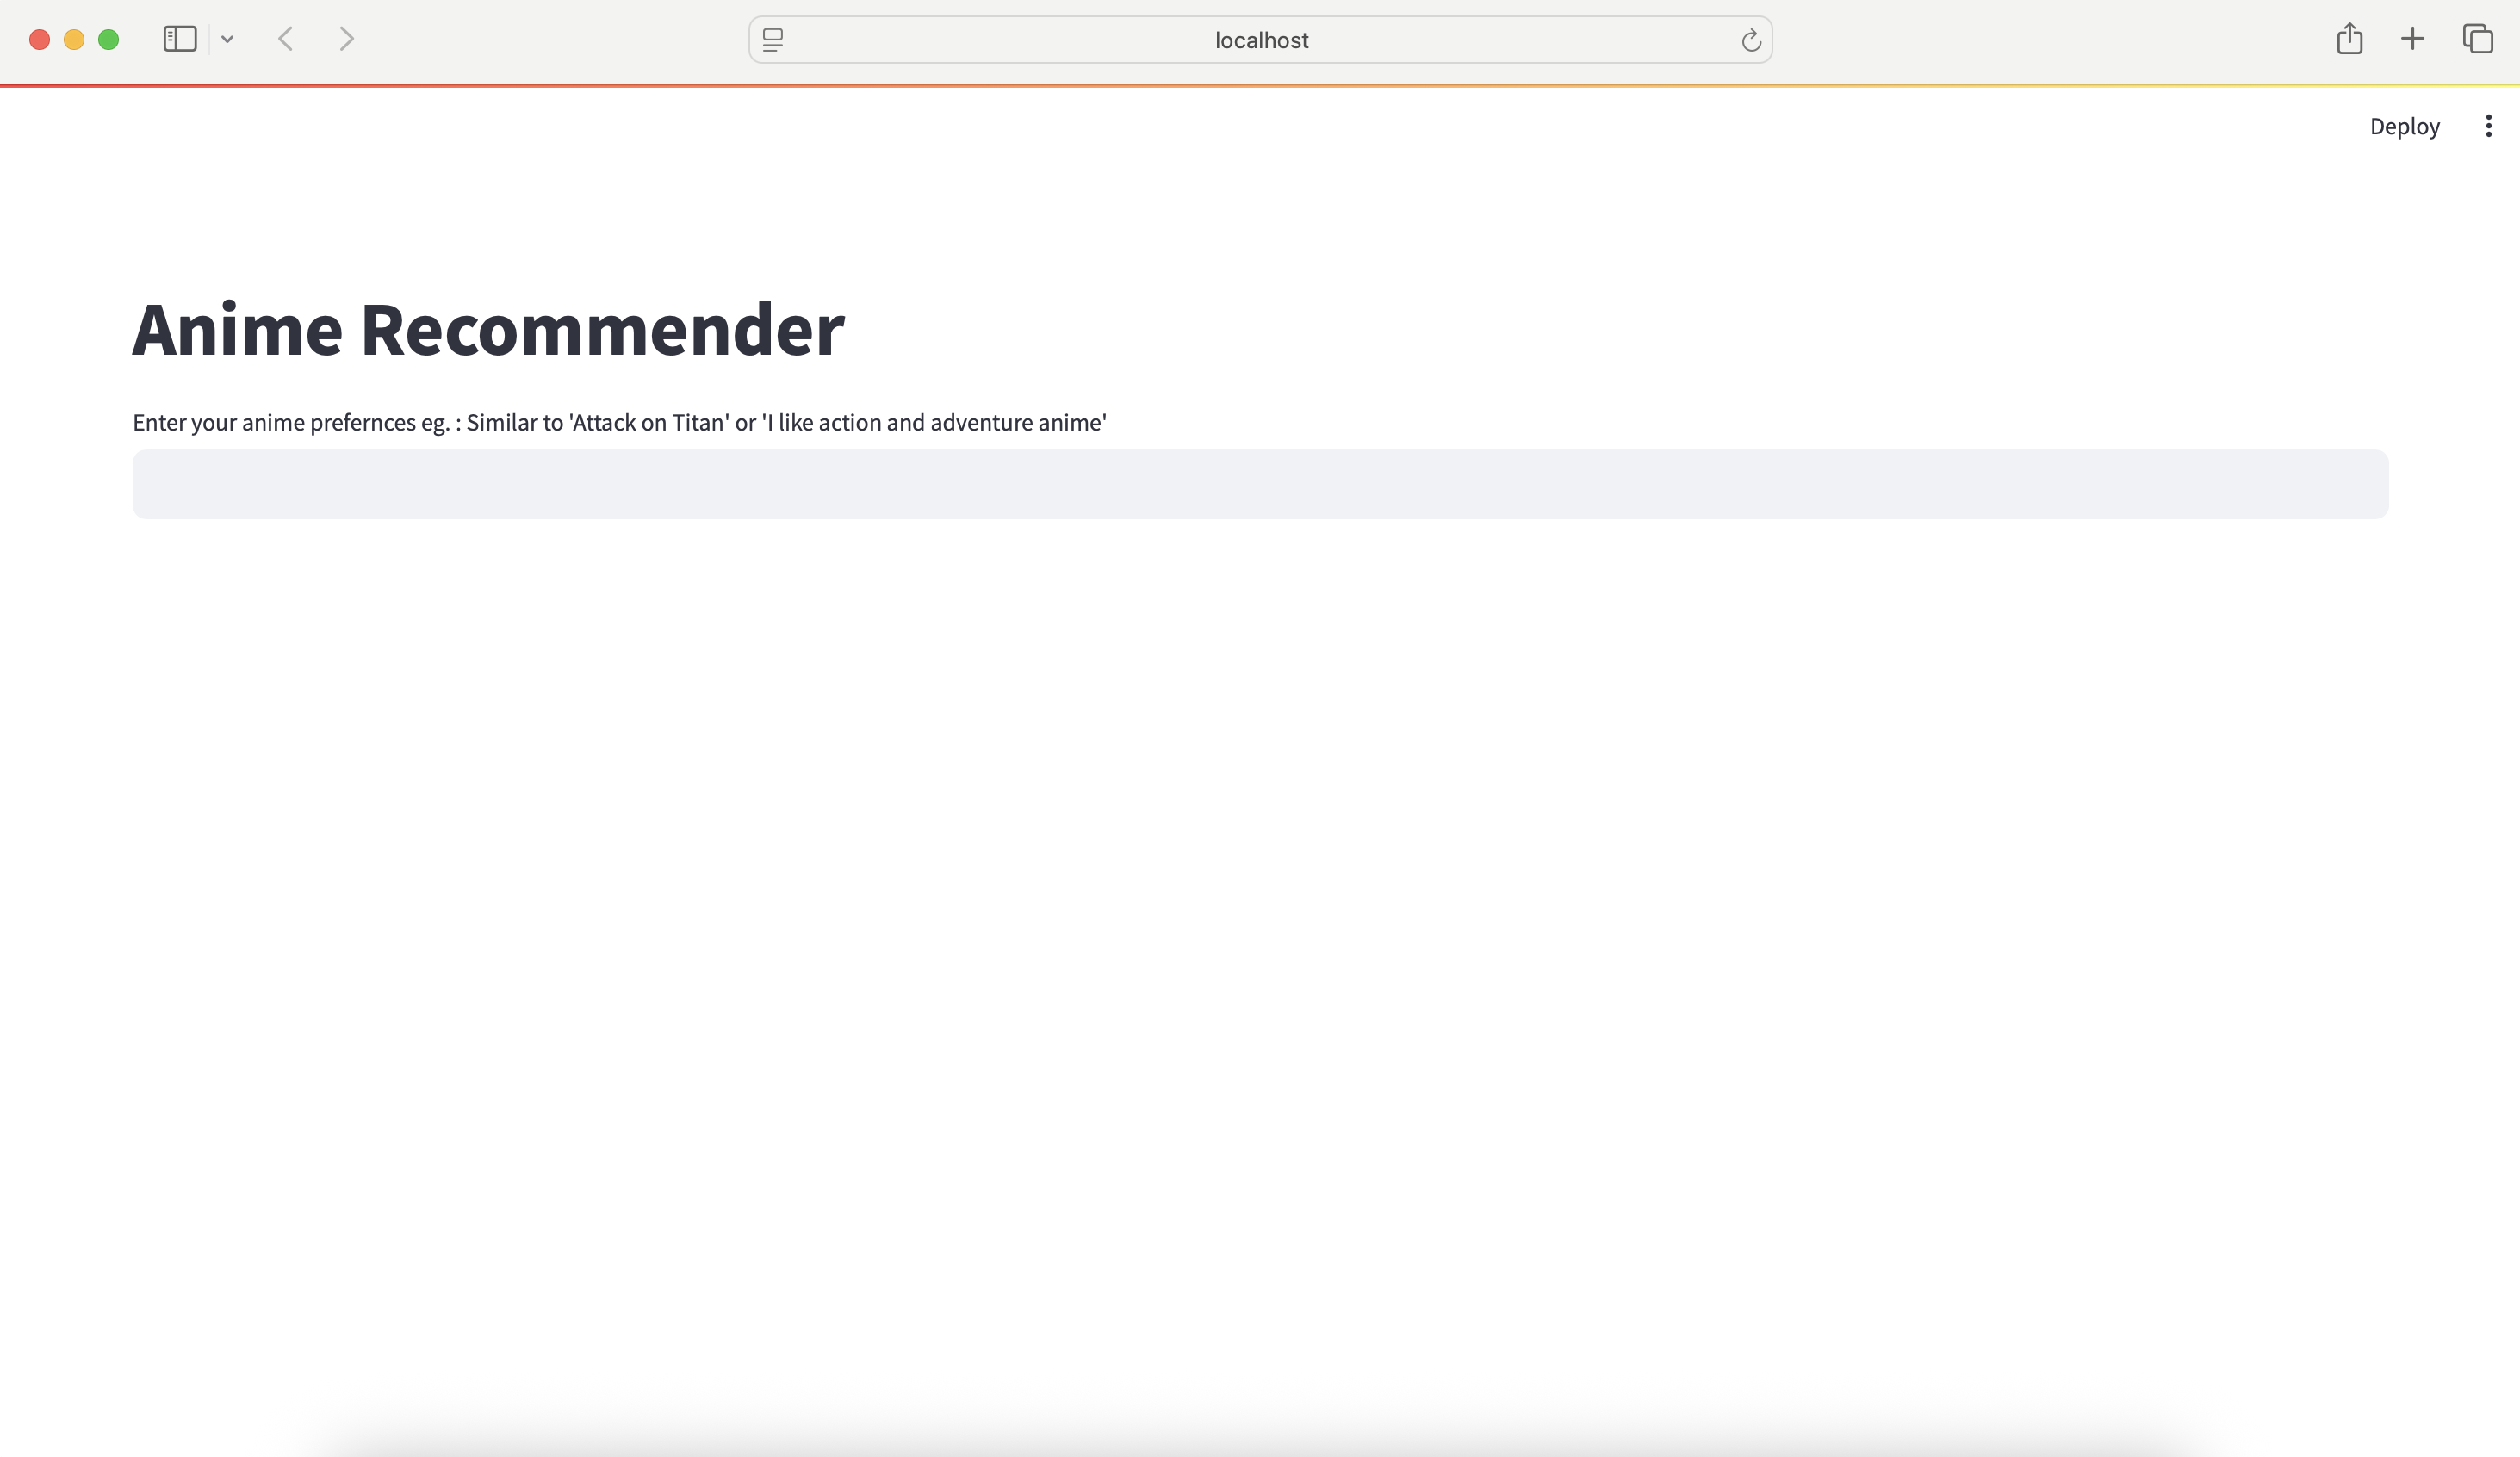 localhost
Deploy
Anime Recommender
Enter your anime prefernces eg. : Similar to 'Attack on Titan' or 'I like action and adventure anime'